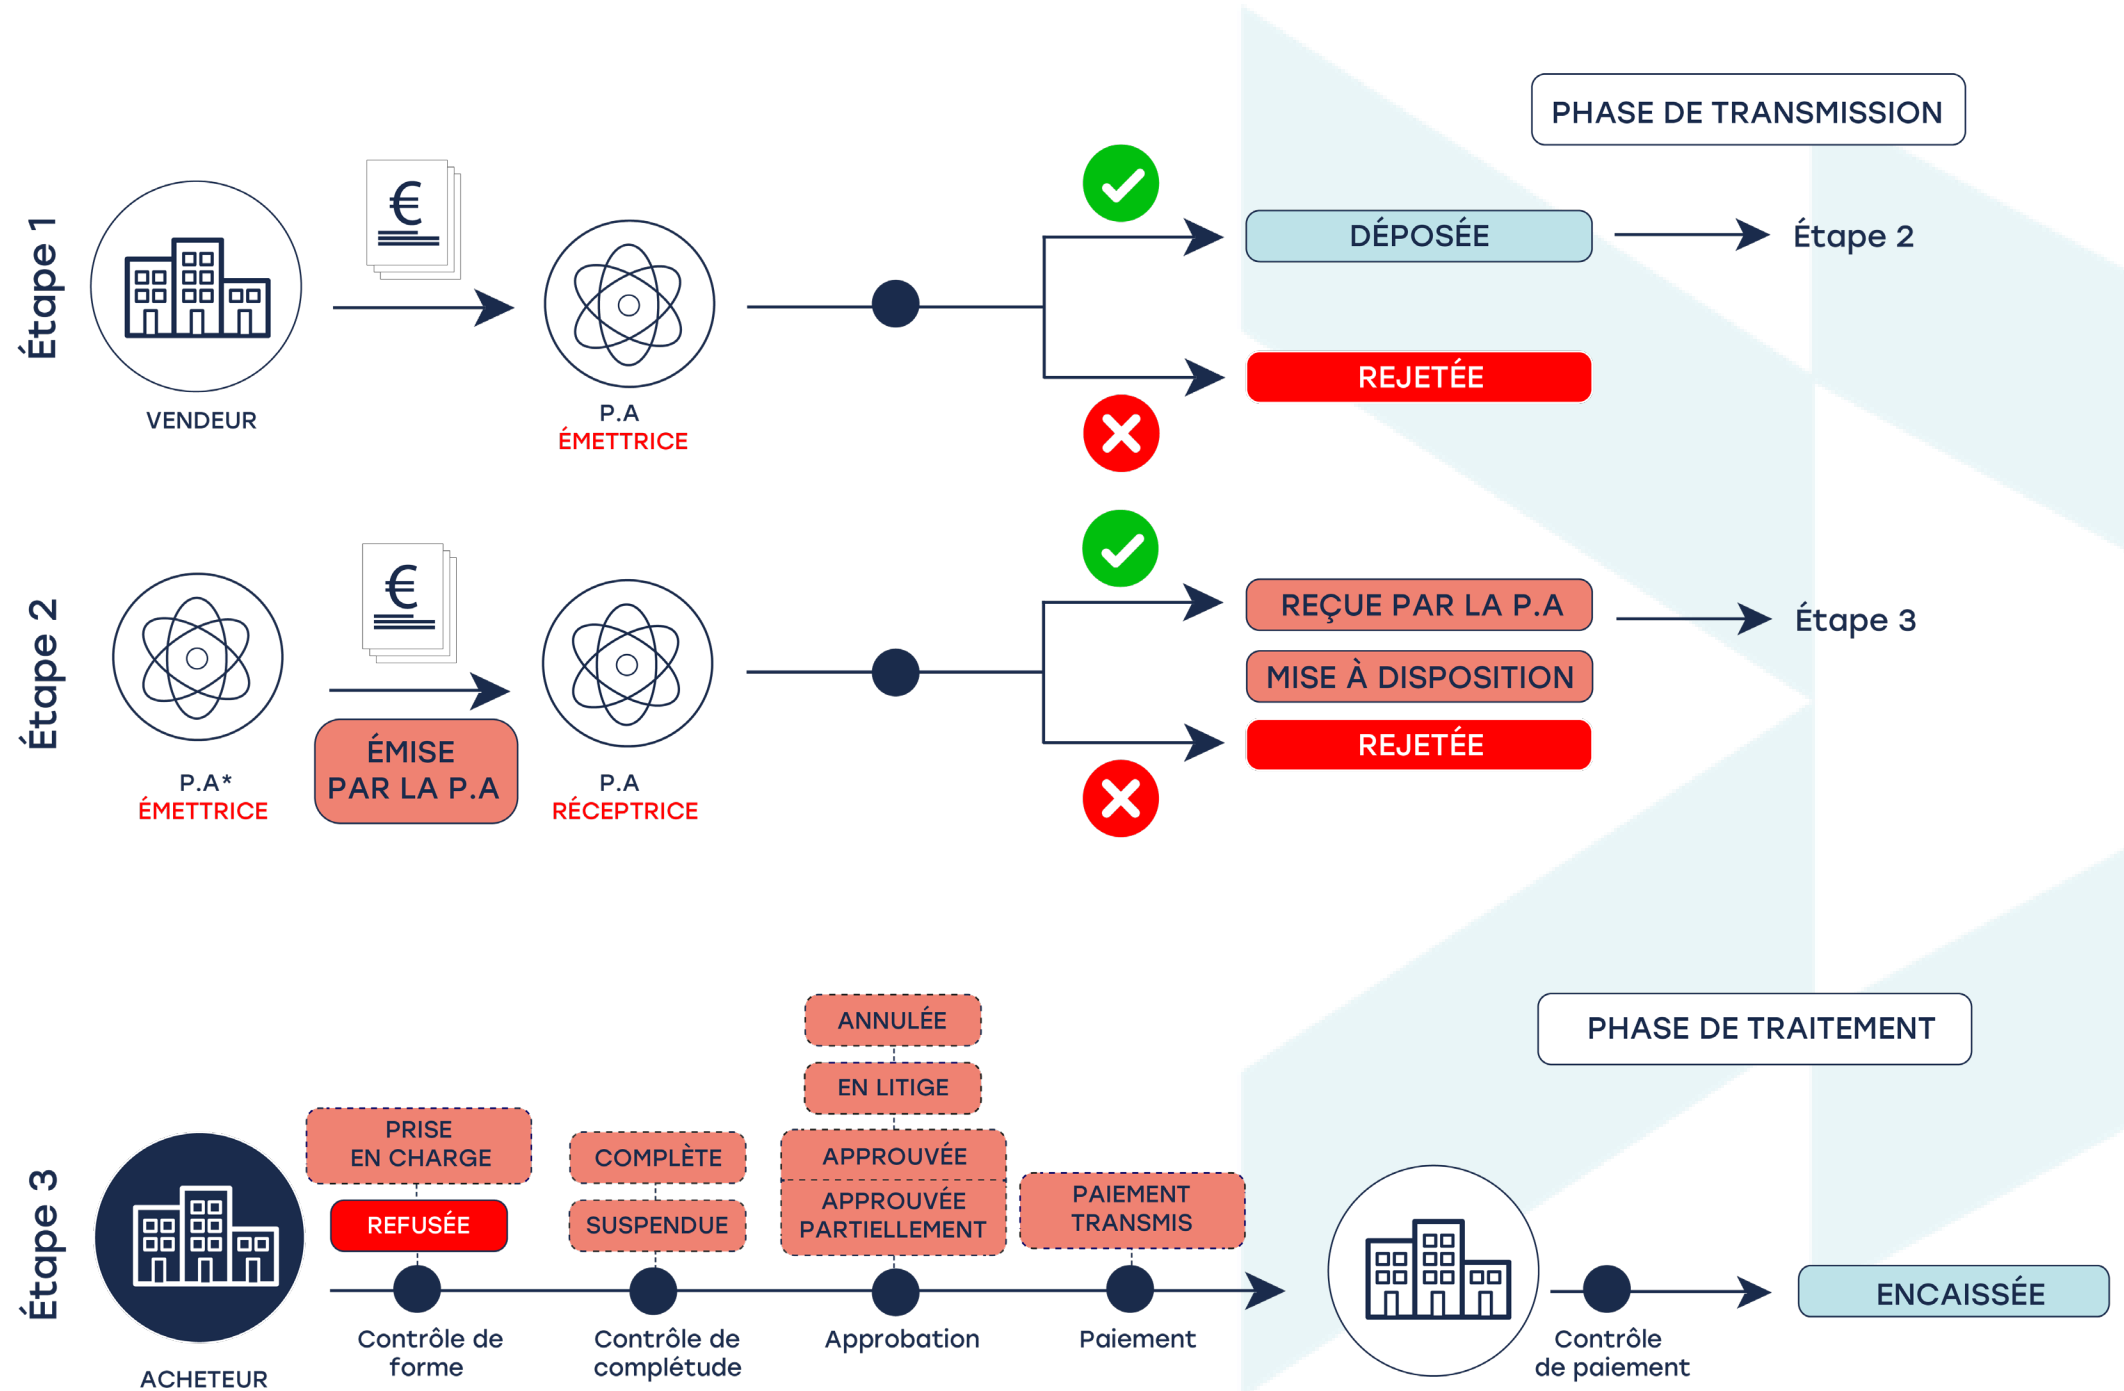 PHASE DE TRANSMISSION
Étape 1
€
VENDEUR
P.A
ÉMETTRICE
DÉPOSÉE
Étape 2
REJETÉE
Étape 2
€
P.A*
ÉMETTRICE
ÉMISE
PAR LA P.A
P.A
RÉCEPTRICE
REÇUE PAR LA P.A
Étape 3
MISE À DISPOSITION
REJETÉE
PHASE DE TRAITEMENT
Étape 3
ACHETEUR
PRISE
EN CHARGE
REFUSÉE
Contrôle de
forme
COMPLÈTE
SUSPENDUE
Contrôle de
complétude
ANNULÉE
EN LITIGE
APPROUVÉE
APPROUVÉE
PARTIELLEMENT
Approbation
PAIEMENT
TRANSMIS
Paiement
Contrôle
de paiement
ENCAISSÉE